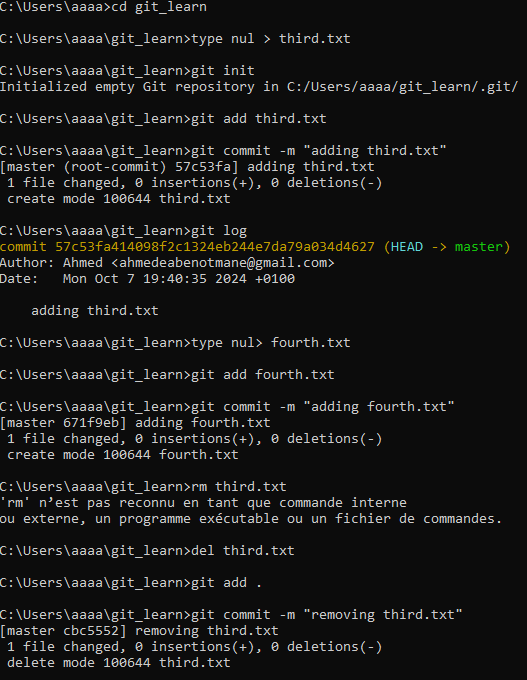 C:\Users\aaaa>cd git_learn
C:\Users\aaaa\git_learn>type nul > third.txt
C:\Users\aaaa\git_learn>git init
Initialized empty Git repository in C:/Users/aaaa/git_learn/.git/
C:\Users\aaaa\git_learn>git add third.txt
C:\Users\aaaa\git_learn>git commit -m "adding third.txt"
[master (root-commit) 57c53fa] adding third.txt
 1 file changed, 0 insertions(+), 0 deletions(-)
 create mode 100644 third.txt
C:\Users\aaaa\git_learn>git log
commit 57c53fa414098f2c1324eb244e7da79a034d4627 (HEAD -> master)
Author: Ahmed <ahmedeabenotmane@gmail.com>
Date:   Mon Oct 7 19:40:35 2024 +0100
    adding third.txt
C:\Users\aaaa\git_learn>type nul> fourth.txt
C:\Users\aaaa\git_learn>git add fourth.txt
C:\Users\aaaa\git_learn>git commit -m "adding fourth.txt"
[master 671f9eb] adding fourth.txt
 1 file changed, 0 insertions(+), 0 deletions(-)
 create mode 100644 fourth.txt
C:\Users\aaaa\git_learn>rm third.txt
'rm' n’est pas reconnu en tant que commande interne
ou externe, un programme exécutable ou un fichier de commandes.
C:\Users\aaaa\git_learn>del third.txt
C:\Users\aaaa\git_learn>git add .
C:\Users\aaaa\git_learn>git commit -m "removing third.txt"
[master cbc5552] removing third.txt
 1 file changed, 0 insertions(+), 0 deletions(-)
 delete mode 100644 third.txt